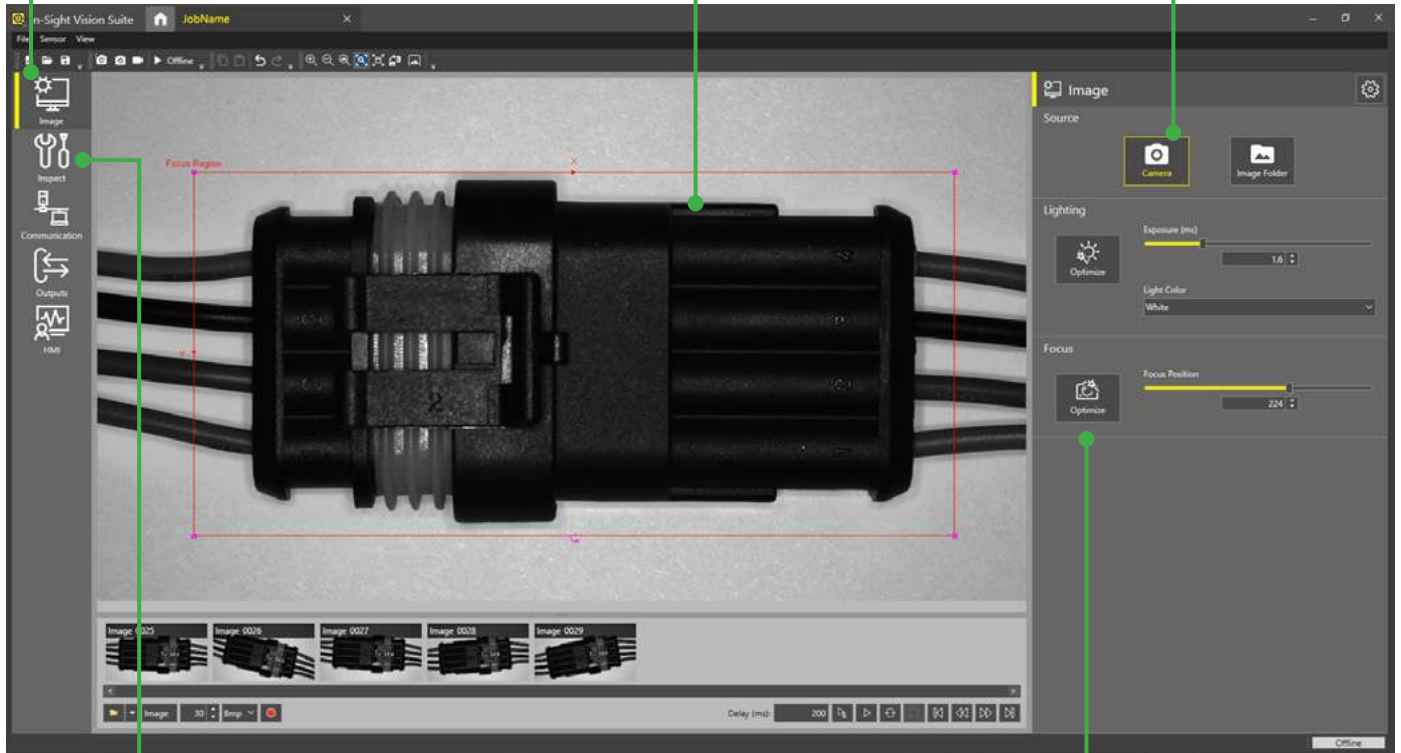 In-Sight Vision Suite
JobName
File Sensor View
Offline
Image
Inspect
Communication
Outputs
HMI
Focus Region
X
Y
2
Image
Source
Camera
Image Folder
Lighting
Exposure (ms)
1.6
Optimize
Light Color
White
Focus
Focus Position
224
Optimize
Image 0025
Image 0026
Image 0027
Image 0028
Image 0029
Image
30
Bmp
Delay (ms):
200
Offline